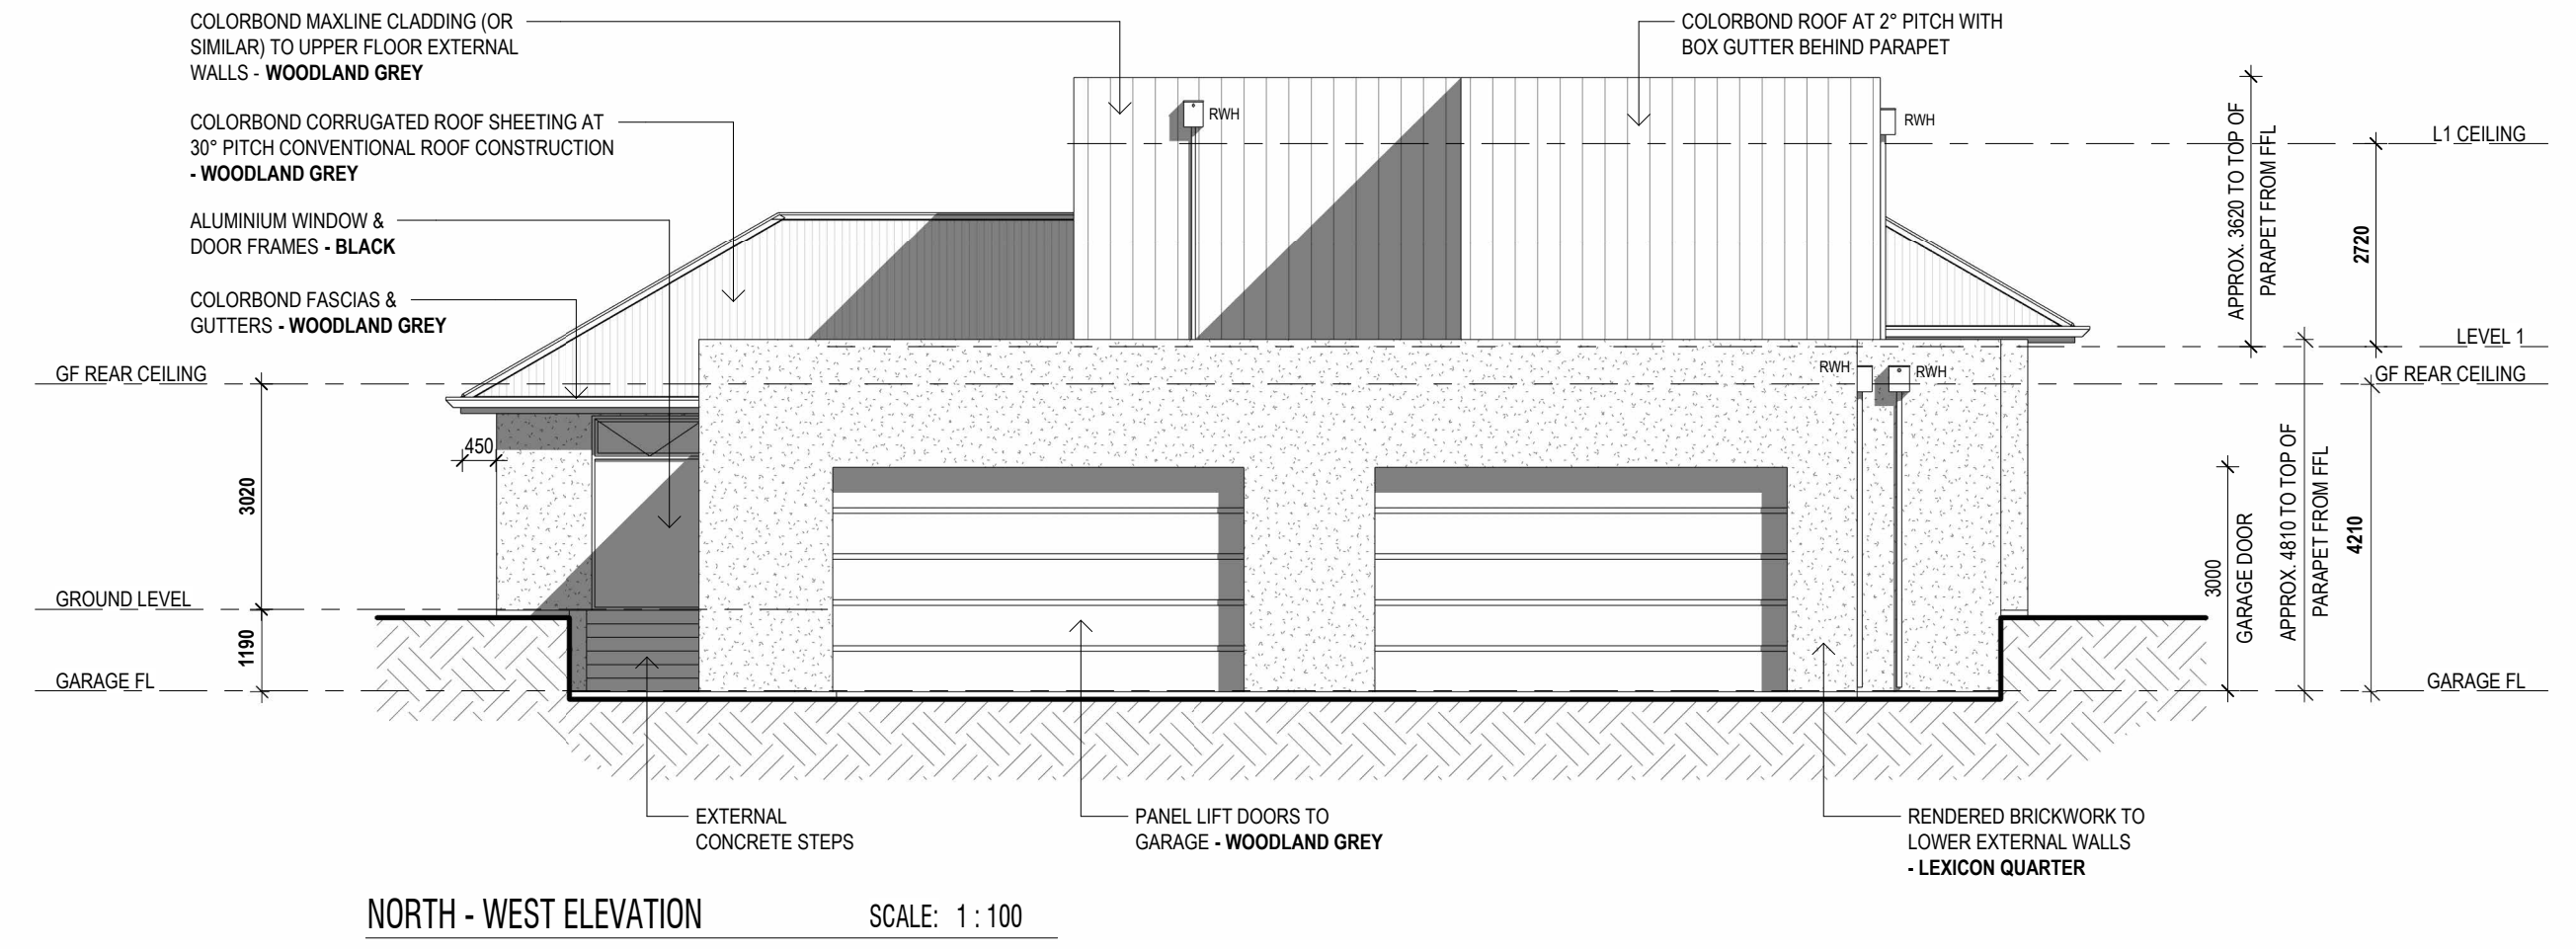 COLORBOND MAXLINE CLADDING (OR
SIMILAR) TO UPPER FLOOR EXTERNAL
WALLS - WOODLAND GREY
COLORBOND CORRUGATED ROOF SHEETING AT
30° PITCH CONVENTIONAL ROOF CONSTRUCTION
- WOODLAND GREY
ALUMINIUM WINDOW &
DOOR FRAMES - BLACK
COLORBOND FASCIAS &
GUTTERS - WOODLAND GREY
COLORBOND ROOF AT 2° PITCH WITH
BOX GUTTER BEHIND PARAPET
RWH
RWH
L1 CEILING
APPROX. 3620 TO TOP OF
PARAPET FROM FFL
2720
LEVEL 1
GF REAR CEILING
RWH
RWH
GF REAR CEILING
450
3020
GROUND LEVEL
1190
GARAGE FL
3000
GARAGE DOOR
APPROX. 4810 TO TOP OF
PARAPET FROM FFL
4210
GARAGE FL
EXTERNAL
CONCRETE STEPS
PANEL LIFT DOORS TO
GARAGE - WOODLAND GREY
RENDERED BRICKWORK TO
LOWER EXTERNAL WALLS
- LEXICON QUARTER
NORTH - WEST ELEVATION
SCALE: 1 : 100